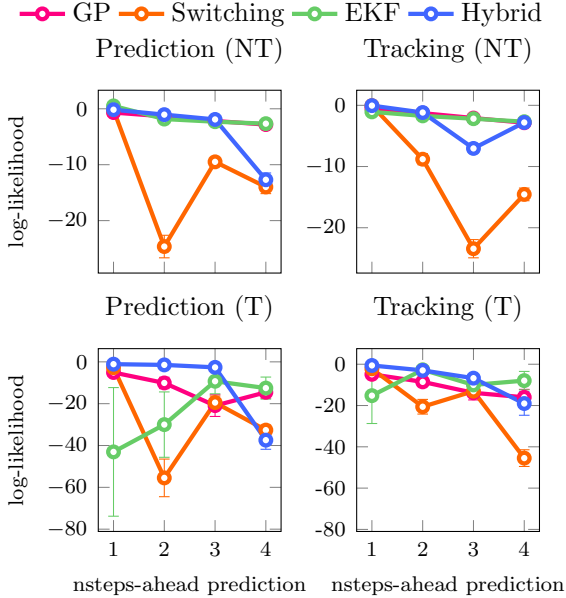 GP Switching EKF Hybrid
Prediction (NT) Tracking (NT)
log-likelihood
0
−10
−20
0
−10
−20
Prediction (T) Tracking (T)
log-likelihood
0
-20
-40
-60
-80
0
-20
-40
-60
-80
1 2 3 4
1 2 3 4
nsteps-ahead prediction nsteps-ahead prediction